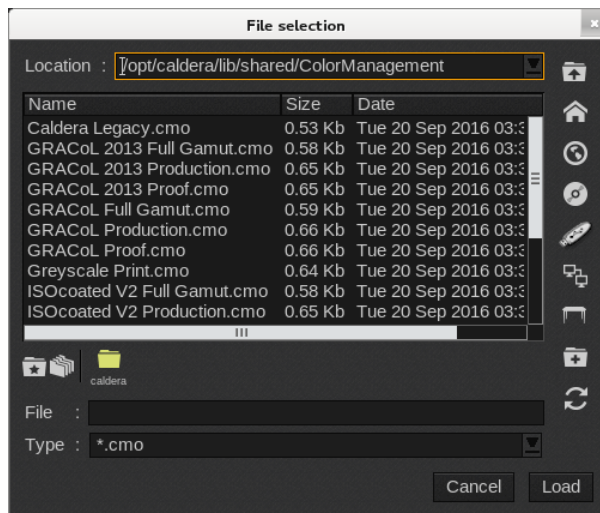 File selection
Location : /opt/caldera/lib/shared/ColorManagement
Name Size Date
Caldera Legacy.cmo 0.53 Kb Tue 20 Sep 2016 03:3
GRACoL 2013 Full Gamut.cmo 0.58 Kb Tue 20 Sep 2016 03:3
GRACoL 2013 Production.cmo 0.65 Kb Tue 20 Sep 2016 03:3
GRACoL 2013 Proof.cmo 0.65 Kb Tue 20 Sep 2016 03:3
GRACoL Full Gamut.cmo 0.59 Kb Tue 20 Sep 2016 03:3
GRACoL Production.cmo 0.66 Kb Tue 20 Sep 2016 03:3
GRACoL Proof.cmo 0.66 Kb Tue 20 Sep 2016 03:3
Greyscale Print.cmo 0.64 Kb Tue 20 Sep 2016 03:3
ISOcoated V2 Full Gamut.cmo 0.58 Kb Tue 20 Sep 2016 03:3
ISOcoated V2 Production.cmo 0.65 Kb Tue 20 Sep 2016 03:3
caldera
File :
Type : *.cmo
Cancel Load